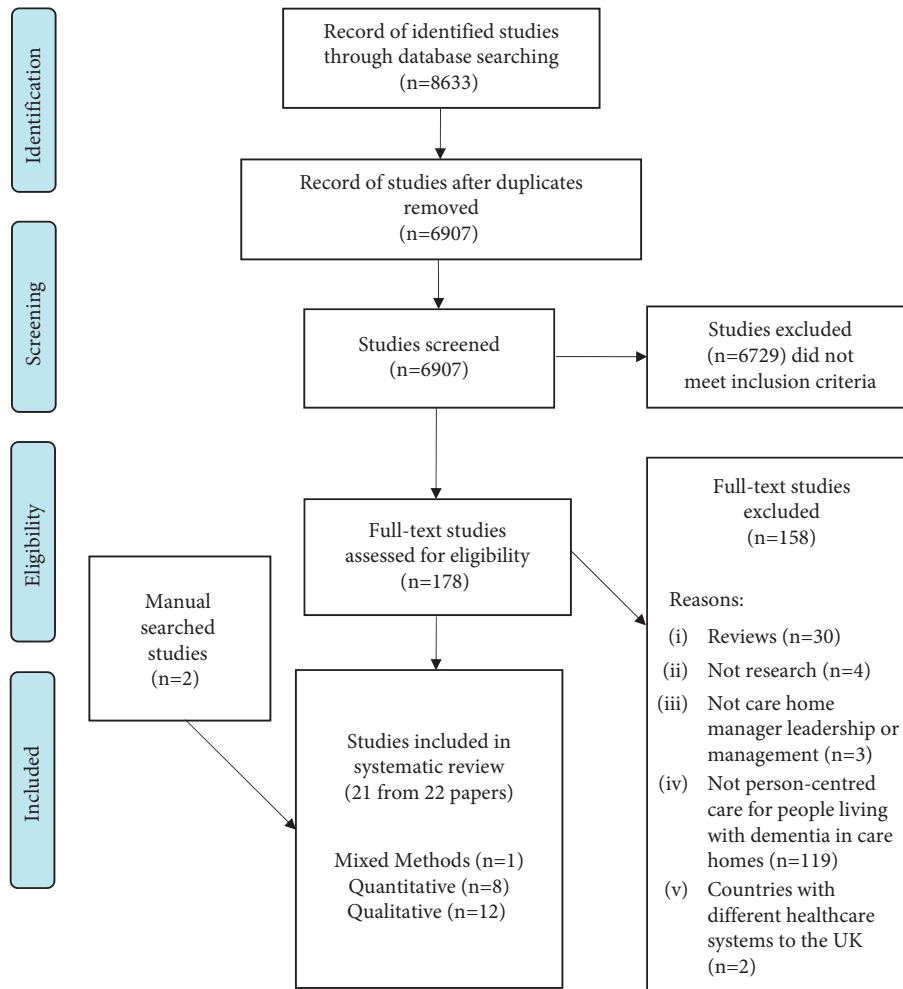 Identification
Record of identified studies
through database searching
(n=8633)
Record of studies after duplicates
removed
(n=6907)
Screening
Studies screened
(n=6907)
Studies excluded
(n=6729) did not
meet inclusion criteria
Eligibility
Full-text studies
assessed for eligibility
(n=178)
Full-text studies
excluded
(n=158)
Reasons:
(i) Reviews (n=30)
(ii) Not research (n=4)
(iii) Not care home
manager leadership or
management (n=3)
(iv) Not person-centred
care for people living
with dementia in care
homes (n=119)
(v) Countries with
different healthcare
systems to the UK
(n=2)
Manual
searched
studies
(n=2)
Included
Studies included in
systematic review
(21 from 22 papers)
Mixed Methods (n=1)
Quantitative (n=8)
Qualitative (n=12)